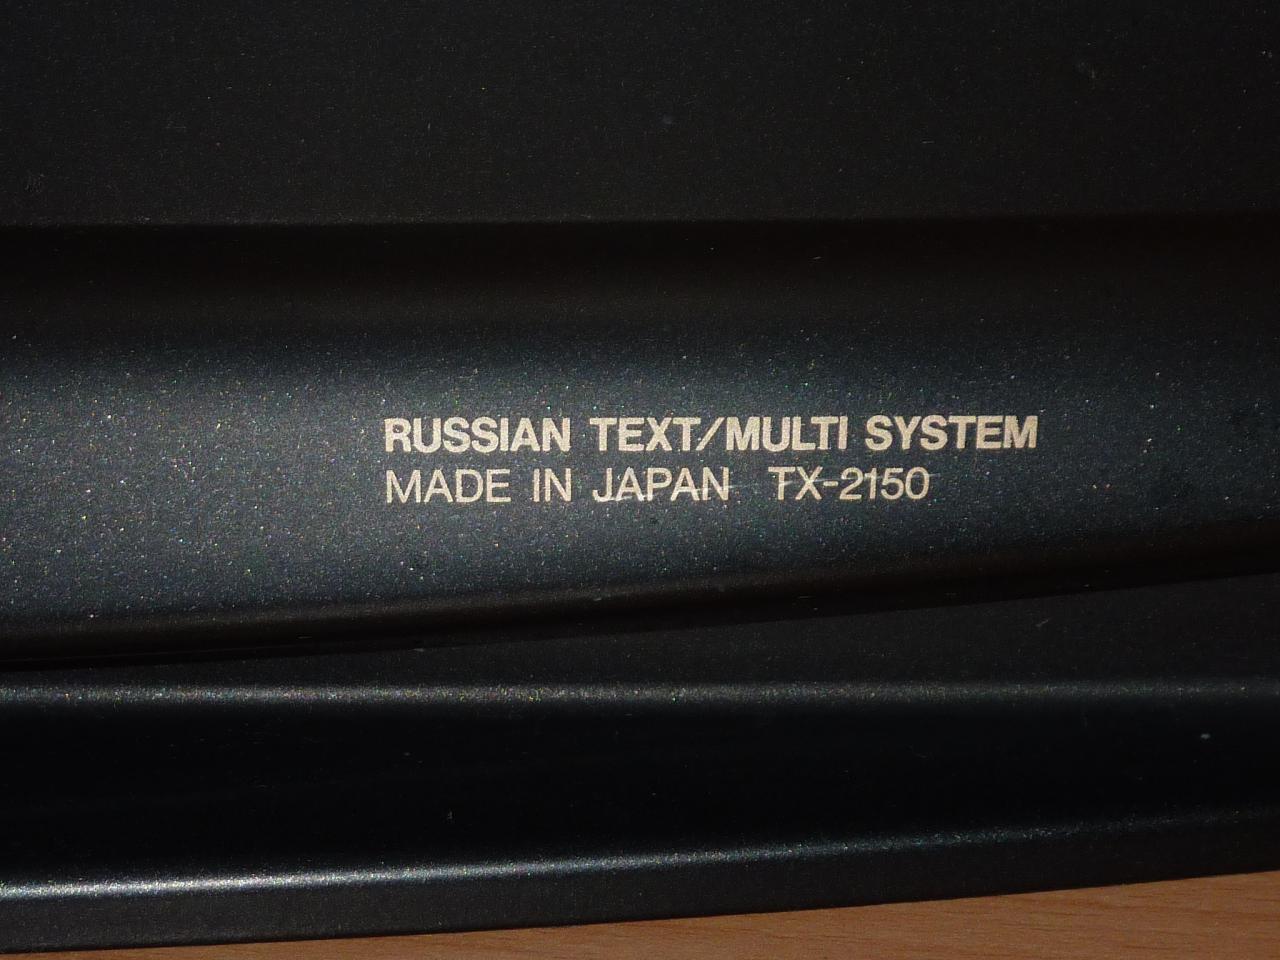 RUSSIAN TEXT/MULTI SYSTEM
MADE IN JAPAN TX-2150